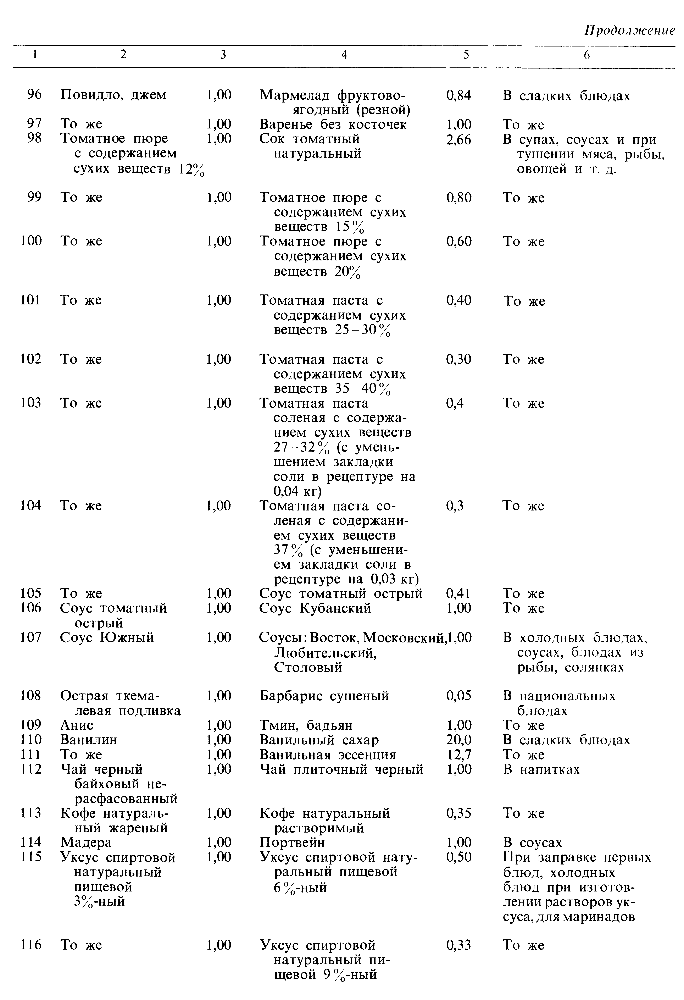 Продолжение
1 2 3 4 5 6
96 Повидло, джем 1,00 Мармелад фруктово- 0,84 В сладких блюдах
ягодный (резной)
97 То же 1,00 Варенье без косточек 1,00 То же
98 Томатное пюре 1,00 Сок томатный 2,66 В супах, соусах и при
с содержанием натуральный тушении мяса, рыбы,
сухих веществ 12% овощей и т. д.
99 То же 1,00 Томатное пюре с 0,80 То же
содержанием сухих
веществ 15%
100 То же 1,00 Томатное пюре с 0,60 То же
содержанием сухих
веществ 20%
101 То же 1,00 Томатная паста с 0,40 То же
содержанием сухих
веществ 25–30%
102 То же 1,00 Томатная паста с 0,30 То же
содержанием сухих
веществ 35–40%
103 То же 1,00 Томатная паста 0,4 То же
соленая с содержа-
нием сухих веществ
27–32% (с умень-
шением закладки
соли в рецептуре на
0,04 кг)
104 То же 1,00 Томатная паста со- 0,3 То же
леная с содержани-
ем сухих веществ
37% (с уменьшени-
ем закладки соли в
рецептуре на 0,03 кг)
105 То же 1,00 Соус томатный острый 0,41 То же
106 Соус томатный 1,00 Соус Кубанский 1,00 То же
острый
107 Соус Южный 1,00 Соусы: Восток, Московский, 1,00 В холодных блюдах,
Любительский, соусах, блюдах из
Столовый рыбы, солянках
108 Острая ткема- 1,00 Барбарис сушеный 0,05 В национальных
левая подливка блюдах
109 Анис 1,00 Тмин, бадьян 1,00 То же
110 Ванилин 1,00 Ванильный сахар 20,0 В сладких блюдах
111 То же 1,00 Ванильная эссенция 12,7 То же
112 Чай черный 1,00 Чай плиточный черный 1,00 В напитках
байховый не-
расфасованный
113 Кофе натураль- 1,00 Кофе натуральный 0,35 То же
ный жареный растворимый
114 Мадера 1,00 Портвейн 1,00 В соусах
115 Уксус спиртовой 1,00 Уксус спиртовой нату- 0,50 При заправке первых
натуральный ральный пищевой блюд, холодных
пищевой 6%-ный блюд при изготов-
3%-ный лении растворов ук-
суса, для маринадов
116 То же 1,00 Уксус спиртовой 0,33 То же
натуральный пи-
щевой 9%-ный